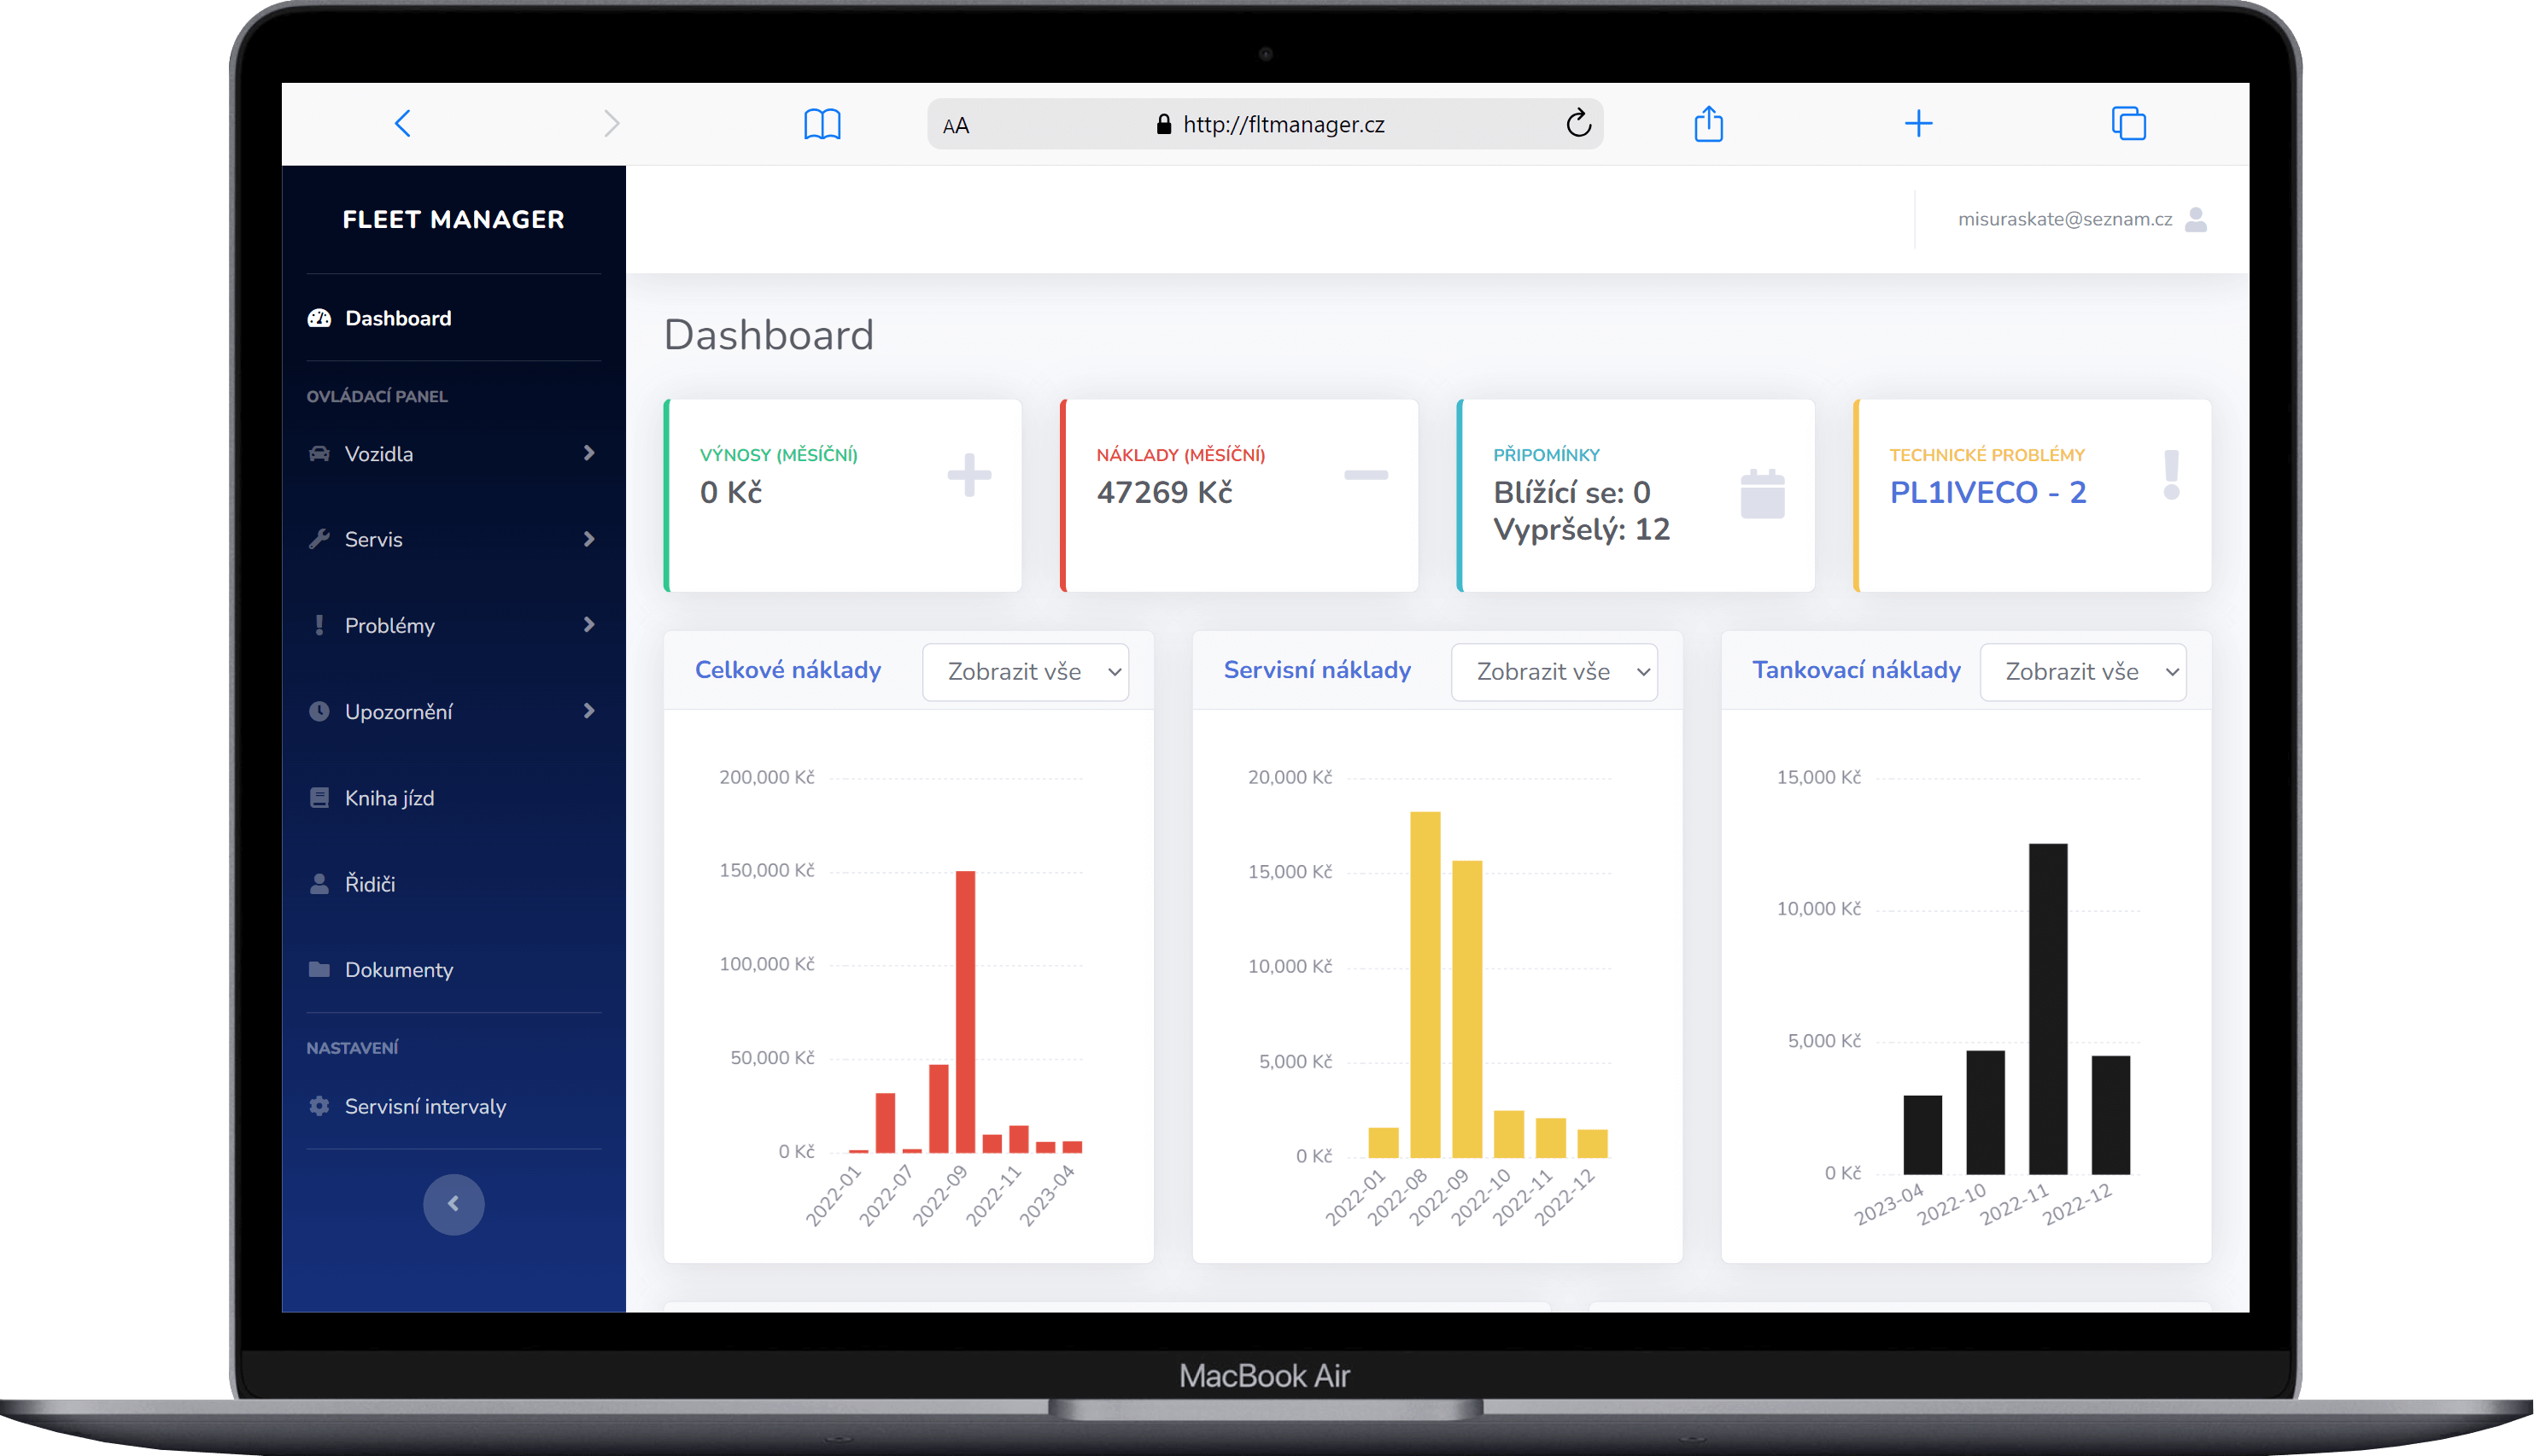 AA http://fltmanager.cz
FLEET MANAGER
misuraskate@seznam.cz
Dashboard
OVLÁDACÍ PANEL
Vozidla
Servis
Problémy
Upozornění
Kniha jízd
Řidiči
Dokumenty
NASTAVENÍ
Servisní intervaly
Dashboard
VÝNOSY (MĚSÍČNÍ)
0 Kč
NÁKLADY (MĚSÍČNÍ)
47269 Kč
PŘIPOMÍNKY
Blížící se: 0
Vypršelý: 12
TECHNICKÉ PROBLÉMY
PL1IVECO - 2
Celkové náklady Zobrazit vše
200,000 Kč
150,000 Kč
100,000 Kč
50,000 Kč
0 Kč
2022-01 2022-07 2022-09 2022-11 2023-04
Servisní náklady Zobrazit vše
20,000 Kč
15,000 Kč
10,000 Kč
5,000 Kč
0 Kč
2022-01 2022-08 2022-09 2022-10 2022-11 2022-12
Tankovací náklady Zobrazit vše
15,000 Kč
10,000 Kč
5,000 Kč
0 Kč
2023-04 2022-10 2022-11 2022-12
MacBook Air